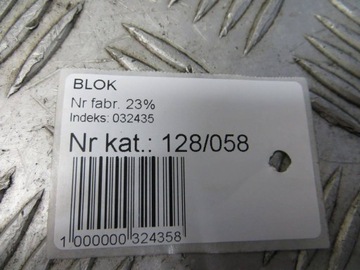 BLOK
Nr fabr. 23%
Indeks: 032435
Nr kat.: 128/058
1 000000 324358